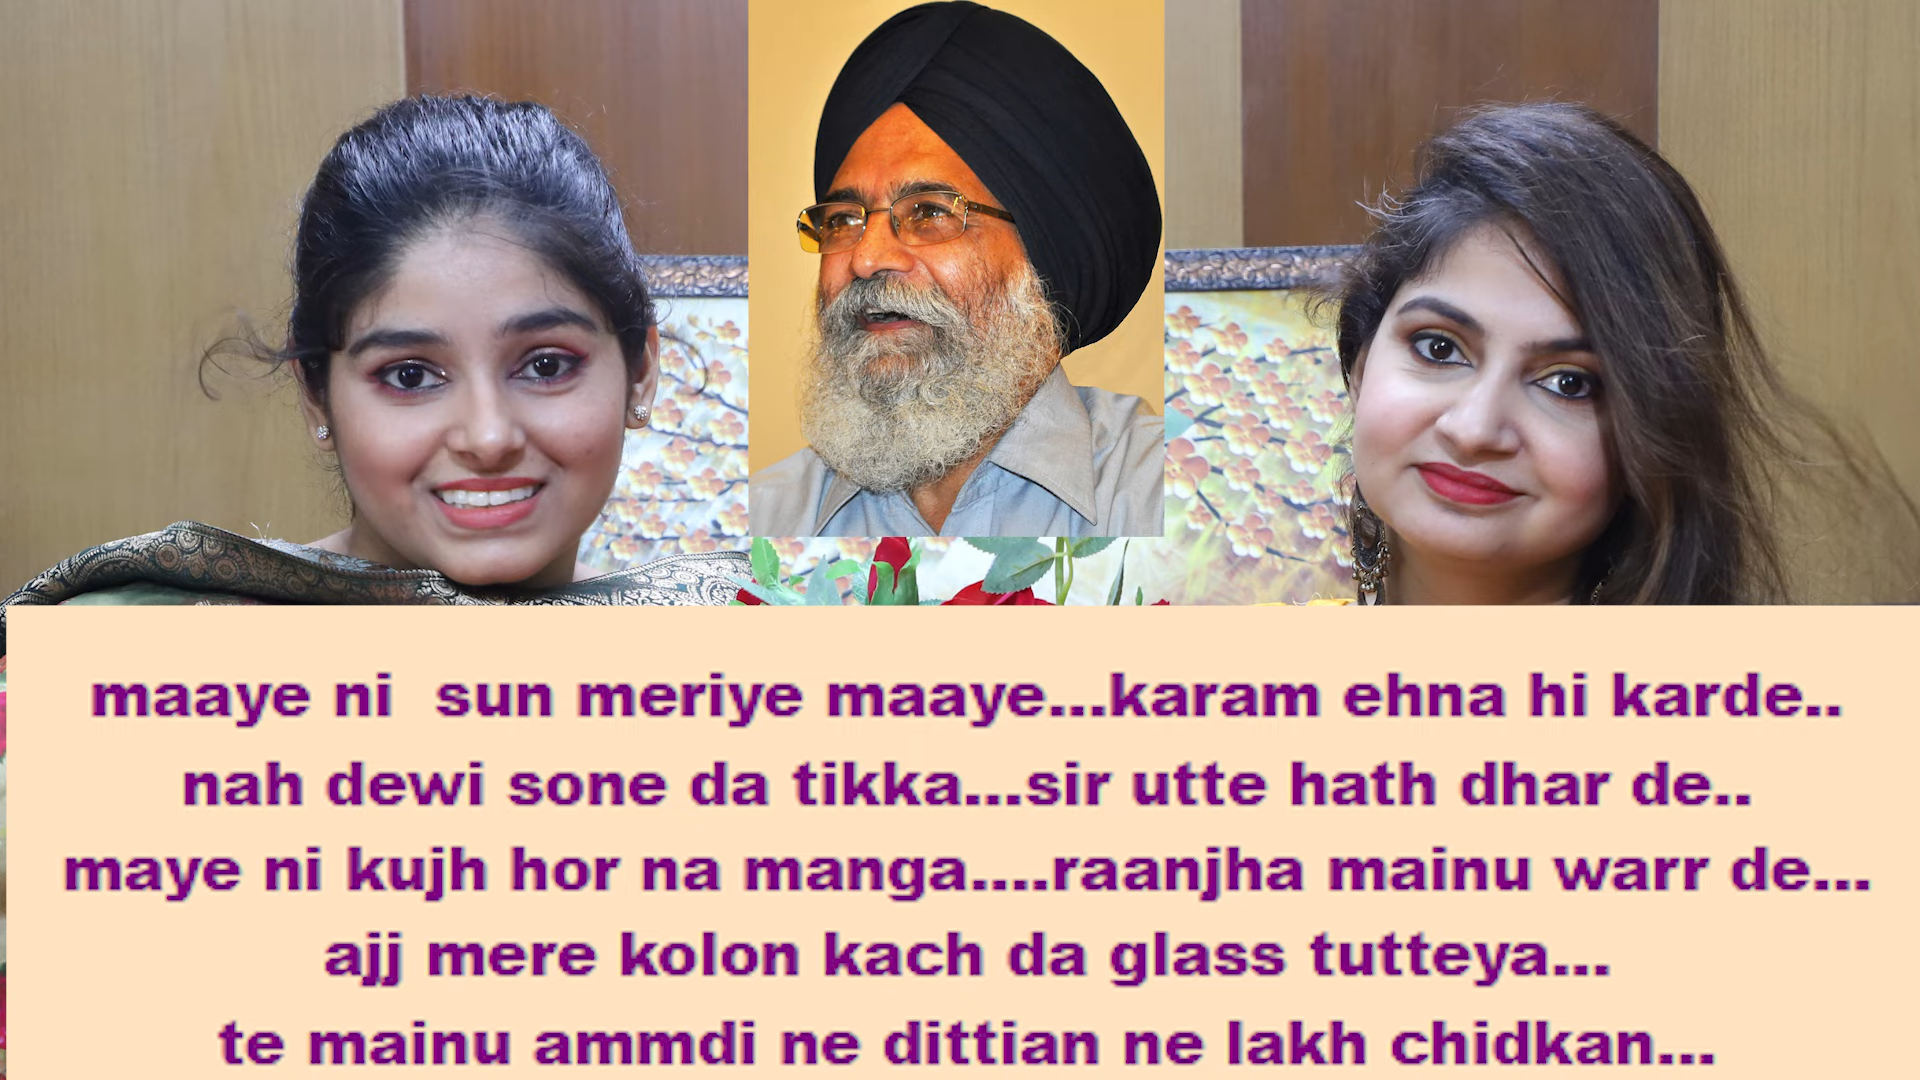 maaye ni  sun meriye maaye...karam ehna hi karde..
nah dewi sone da tikka...sir utte hath dhar de..
maye ni kujh hor na manga....raanjha mainu warr de...
ajj mere kolon kach da glass tutteya...
te mainu ammdi ne dittian ne lakh chidkan...